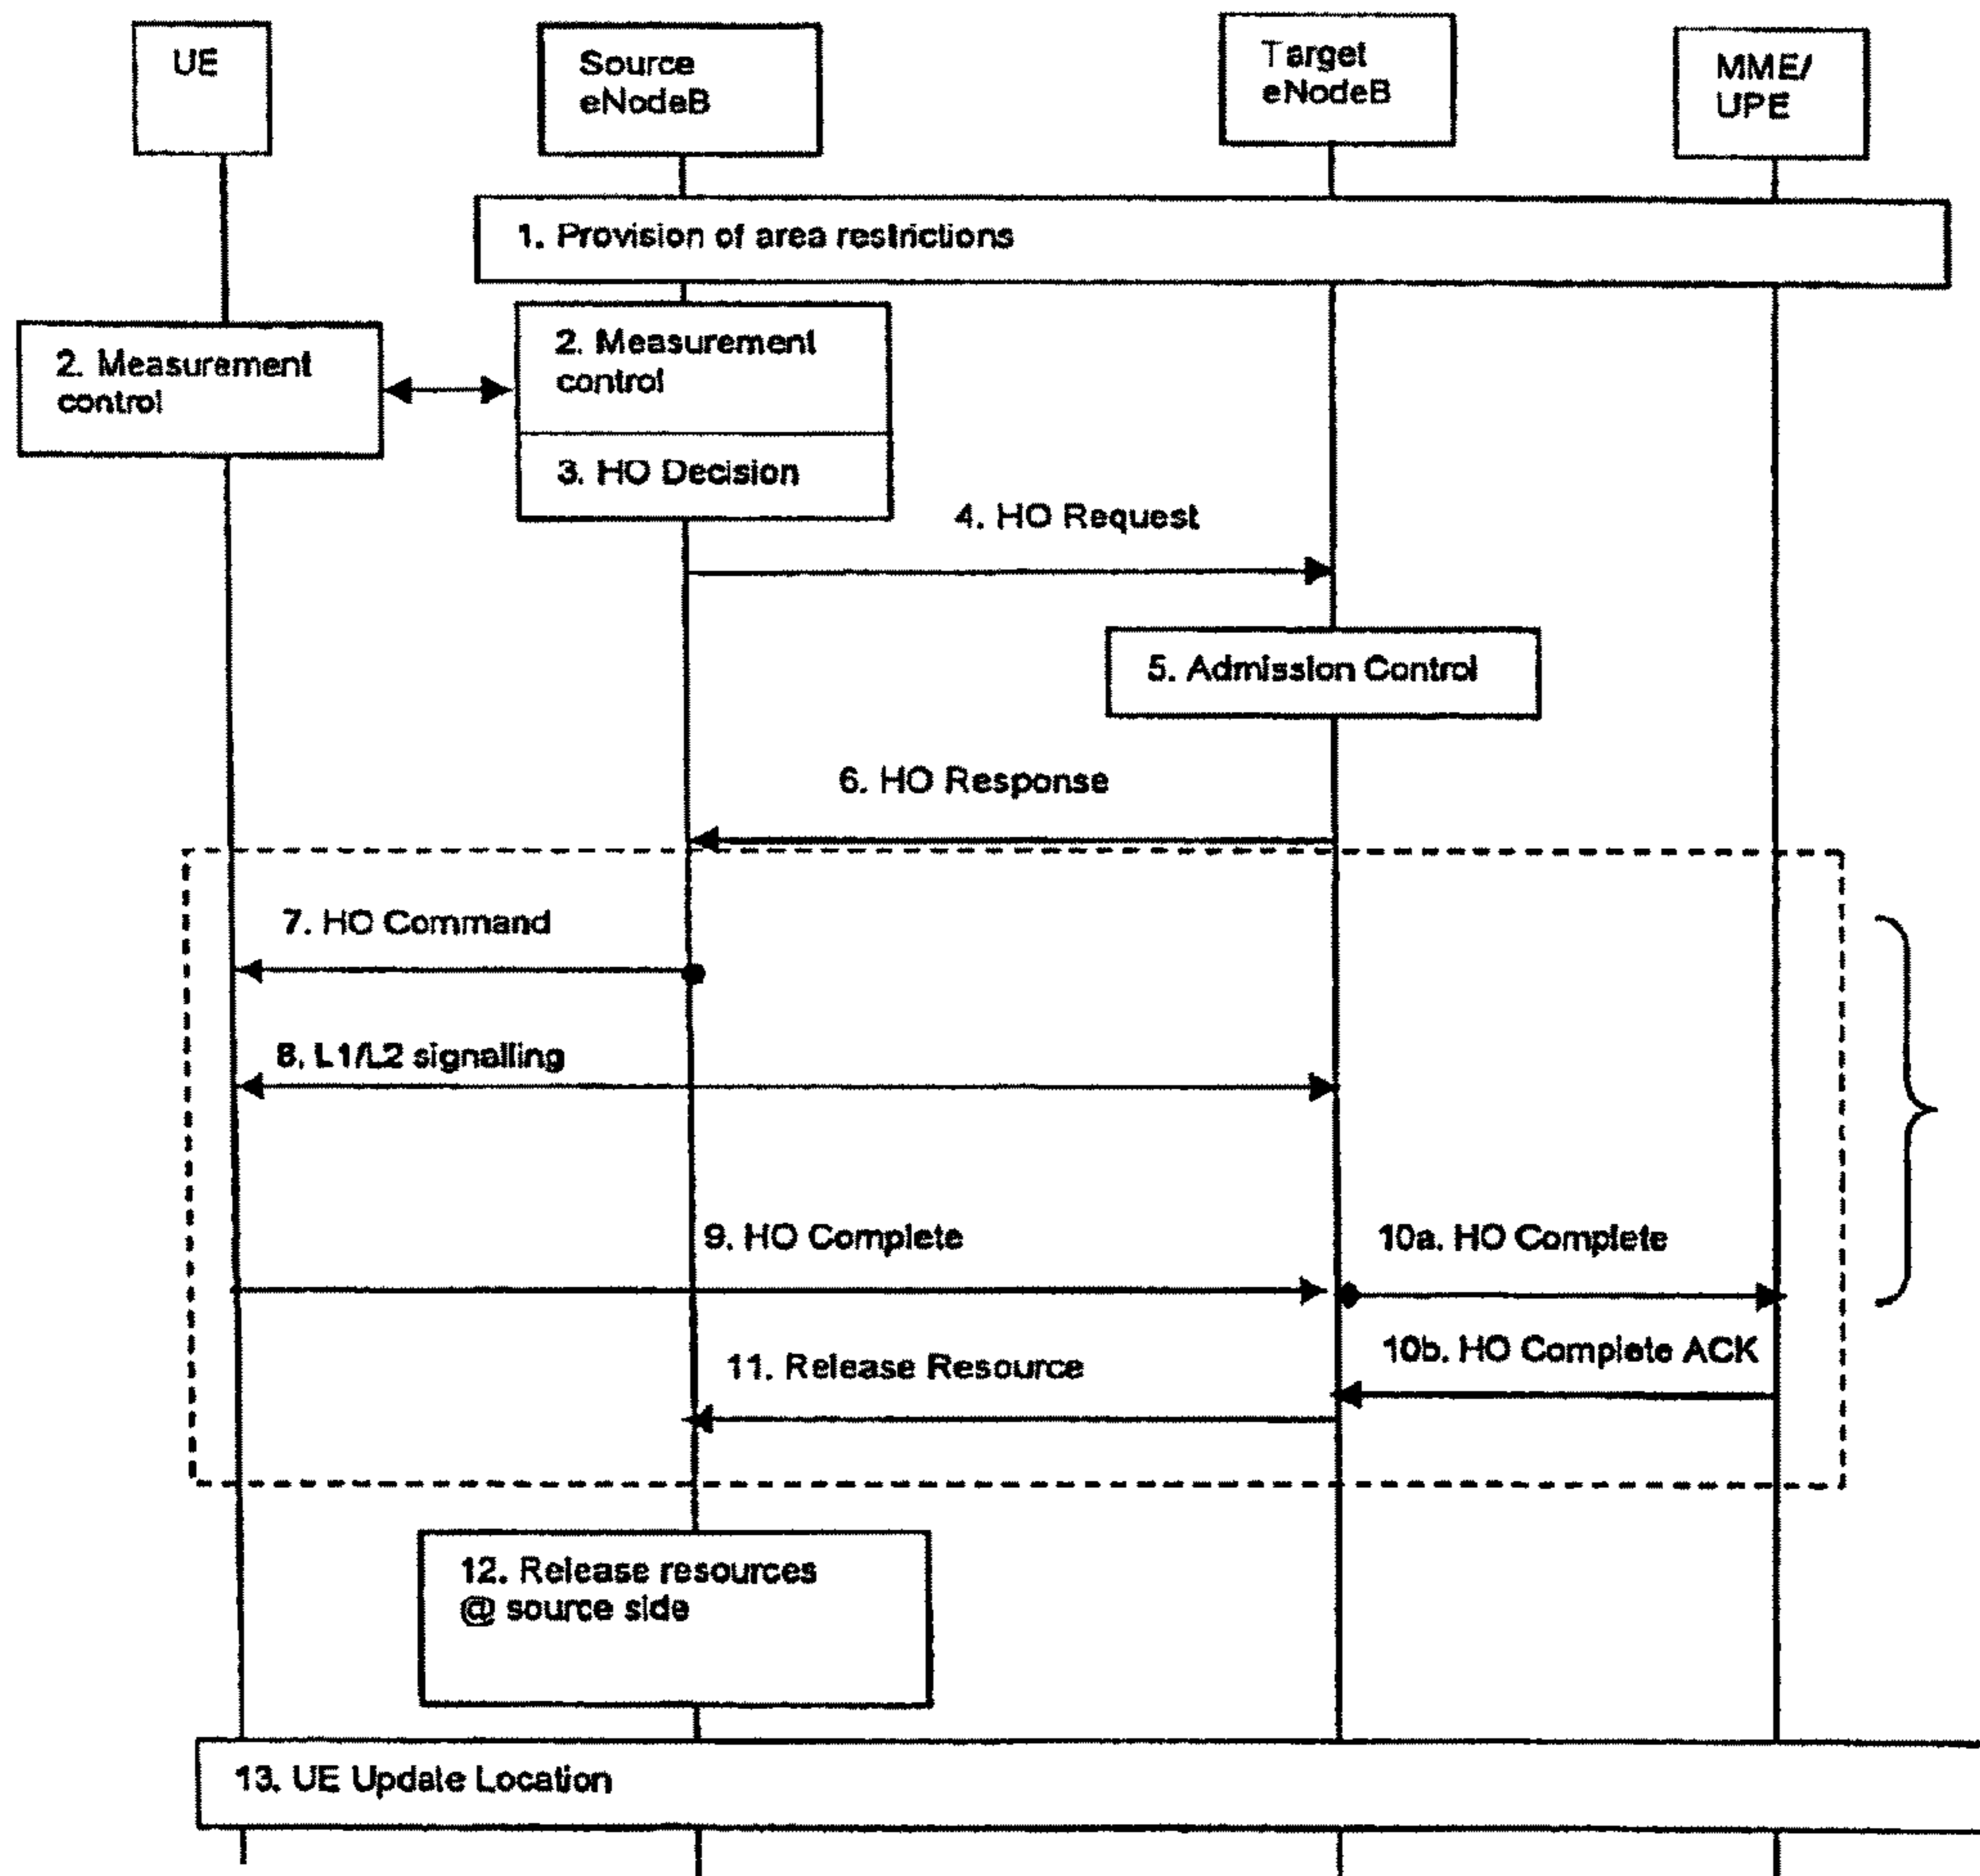 UE
Source
eNodeB
Target
eNodeB
MME/
UPE
1. Provision of area restrictions
2. Measurement
control
2. Measurement
control
3. HO Decision
4. HO Request
5. Admission Control
6. HO Response
7. HO Command
8. L1/L2 signalling
9. HO Complete
10a. HO Complete
10b. HO Complete ACK
11. Release Resource
12. Release resources
@ source side
13. UE Update Location